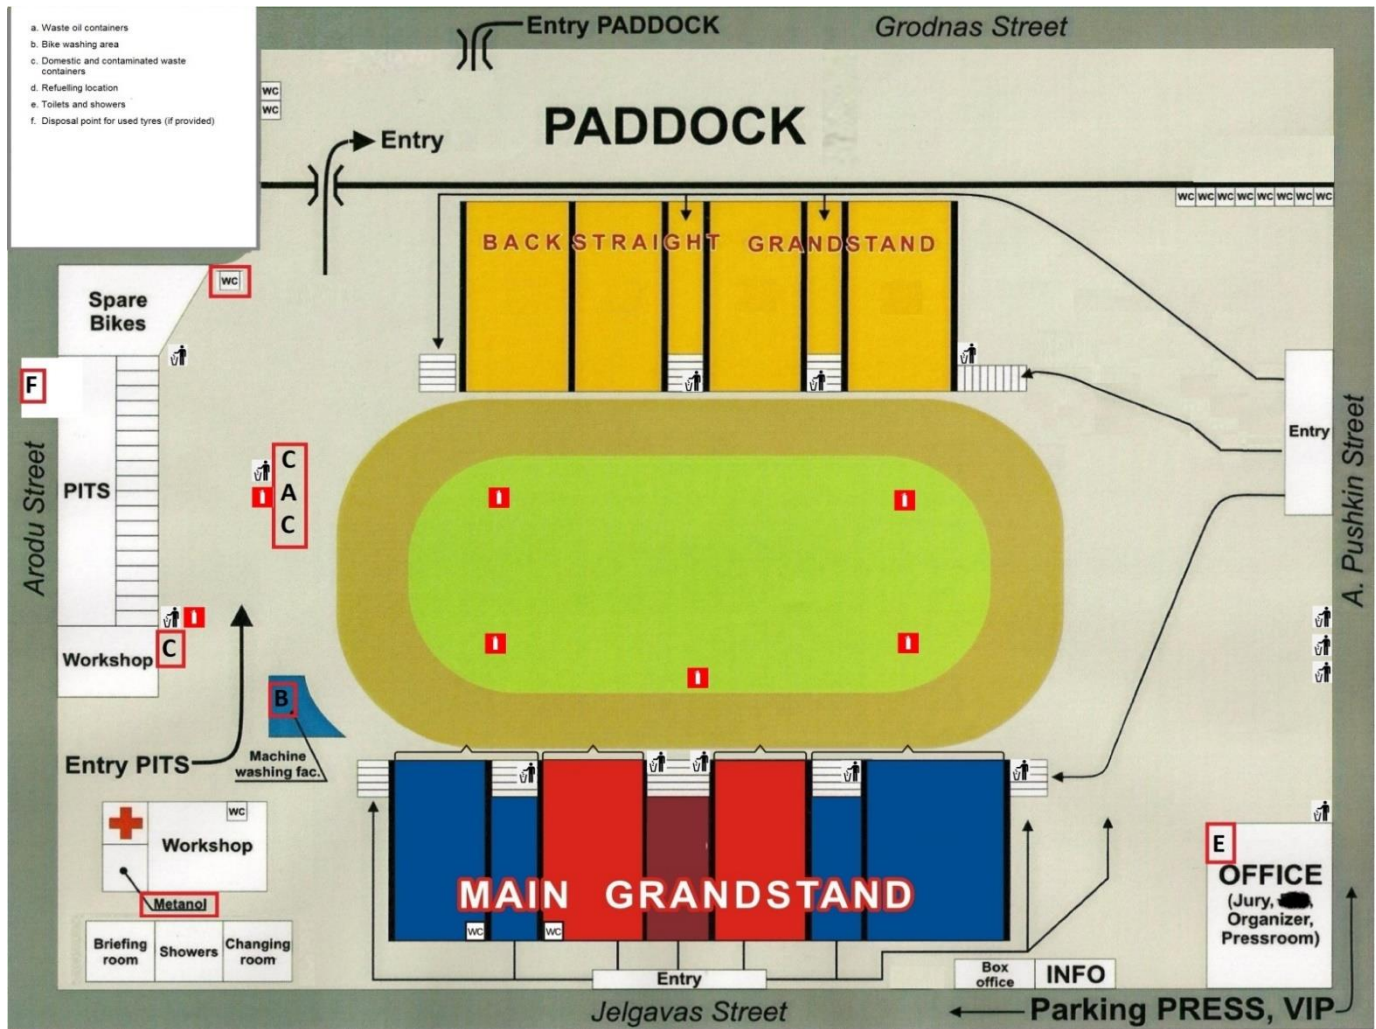 a. Waste oil containers
b. Bike washing area
c. Domestic and contaminated waste
containers
d. Refuelling location
e. Toilets and showers
f. Disposal point for used tyres (if provided)
Entry PADDOCK
Grodnas Street
WC
WC
PADDOCK
Entry
WC WC WC WC WC WC WC WC
BACK STRAIGHT GRANDSTAND
WC
Spare
Bikes
F
Arodu Street
PITS
C
A
C
Entry
A. Pushkin Street
Workshop
C
B
Machine
washing fac.
Entry PITS
WC
Workshop
Metanol
Briefing
room
Showers
Changing
room
MAIN GRANDSTAND
WC
WC
Entry
E
OFFICE
(Jury, ,
Organizer,
Pressroom)
Box
office
INFO
Jelgavas Street
Parking PRESS, VIP